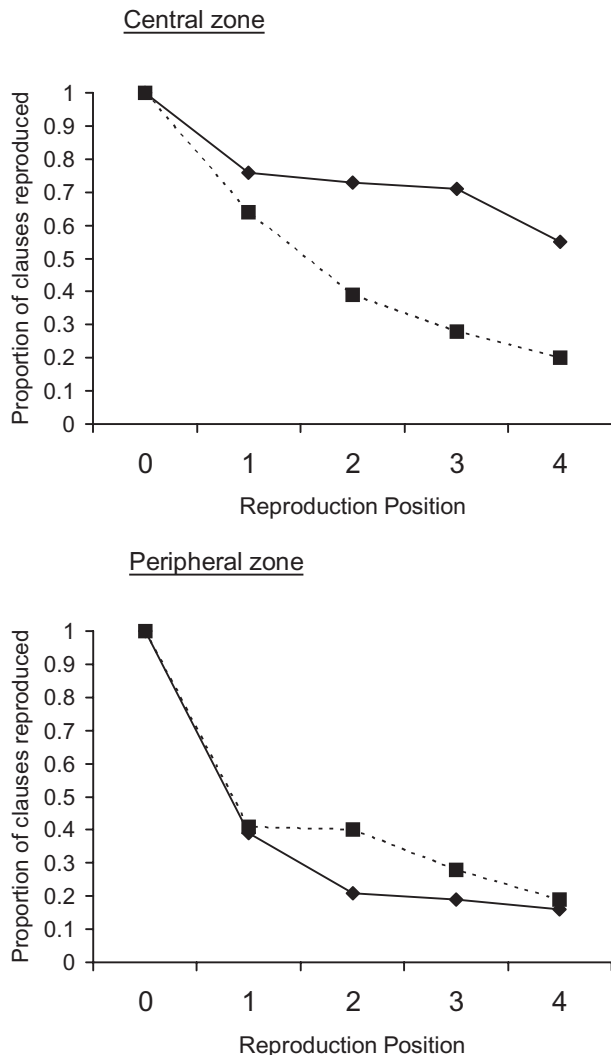 Central zone
Proportion of clauses reproduced
1
0.9
0.8
0.7
0.6
0.5
0.4
0.3
0.2
0.1
0
0 1 2 3 4
Reproduction Position
Peripheral zone
Proportion of clauses reproduced
1
0.9
0.8
0.7
0.6
0.5
0.4
0.3
0.2
0.1
0
0 1 2 3 4
Reproduction Position